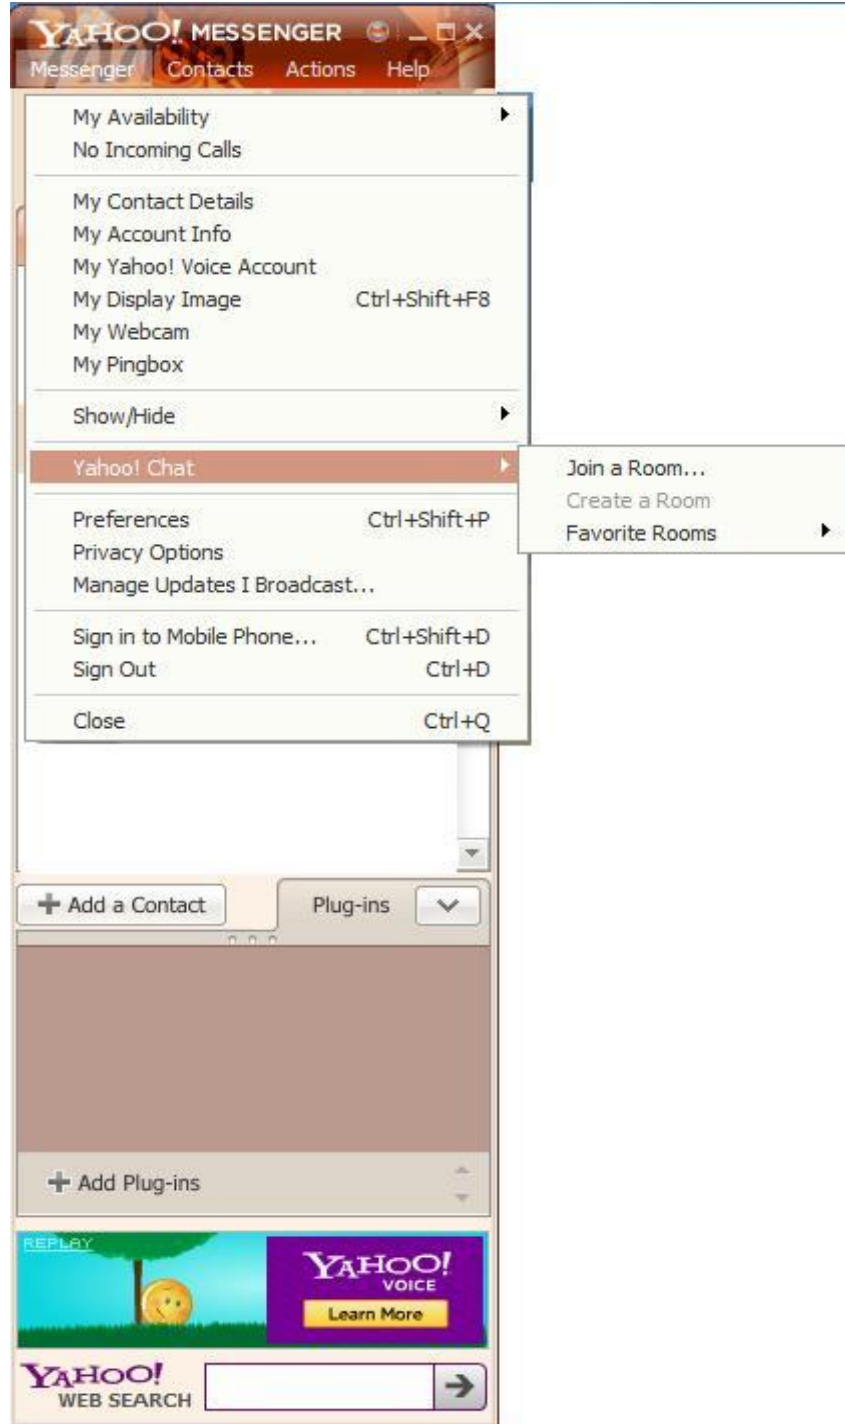 YAHOO! MESSENGER
Messenger Contacts Actions Help
My Availability
No Incoming Calls
My Contact Details
My Account Info
My Yahoo! Voice Account
My Display Image Ctrl+Shift+F8
My Webcam
My Pingbox
Show/Hide
Yahoo! Chat
Join a Room...
Create a Room
Favorite Rooms
Preferences Ctrl+Shift+P
Privacy Options
Manage Updates I Broadcast...
Sign in to Mobile Phone... Ctrl+Shift+D
Sign Out Ctrl+D
Close Ctrl+Q
+ Add a Contact Plug-ins
+ Add Plug-ins
REPLAY
YAHOO!
VOICE
Learn More
YAHOO!
WEB SEARCH